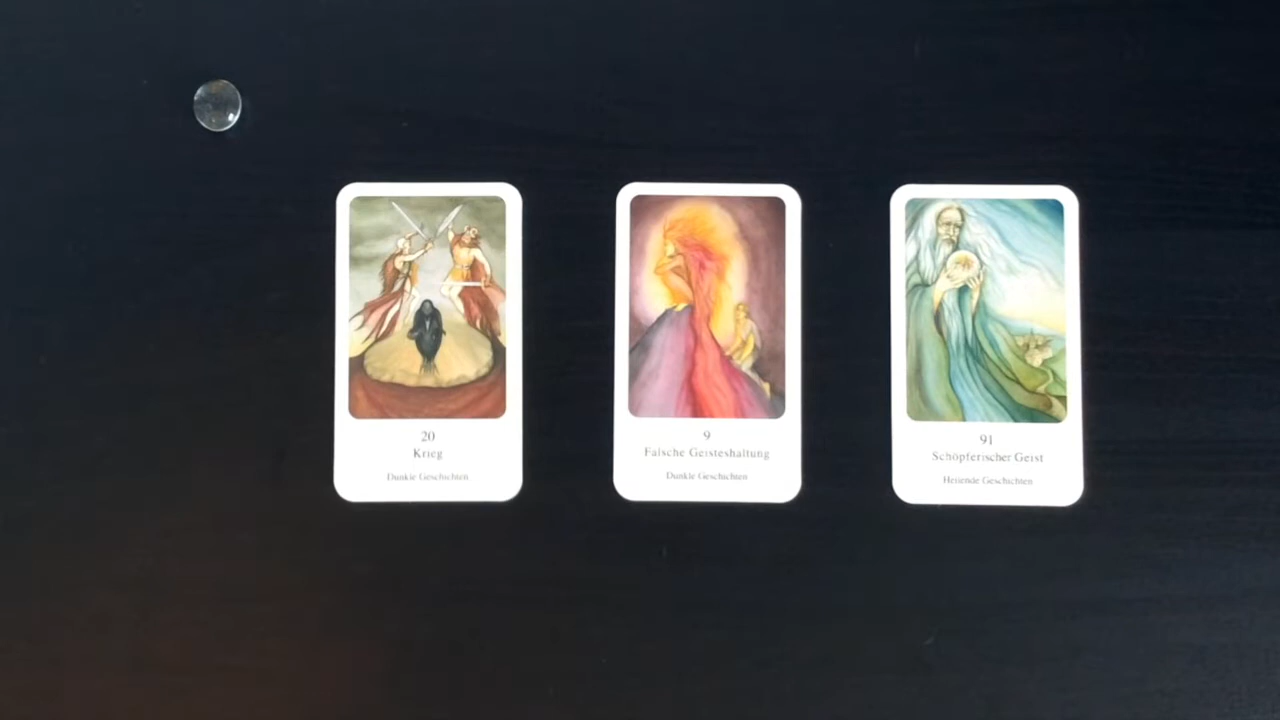 20
Krieg
Dunkle Geschichten
9
Falsche Geisteshaltung
Dunkle Geschichten
91
Schöpferischer Geist
Heilende Geschichten